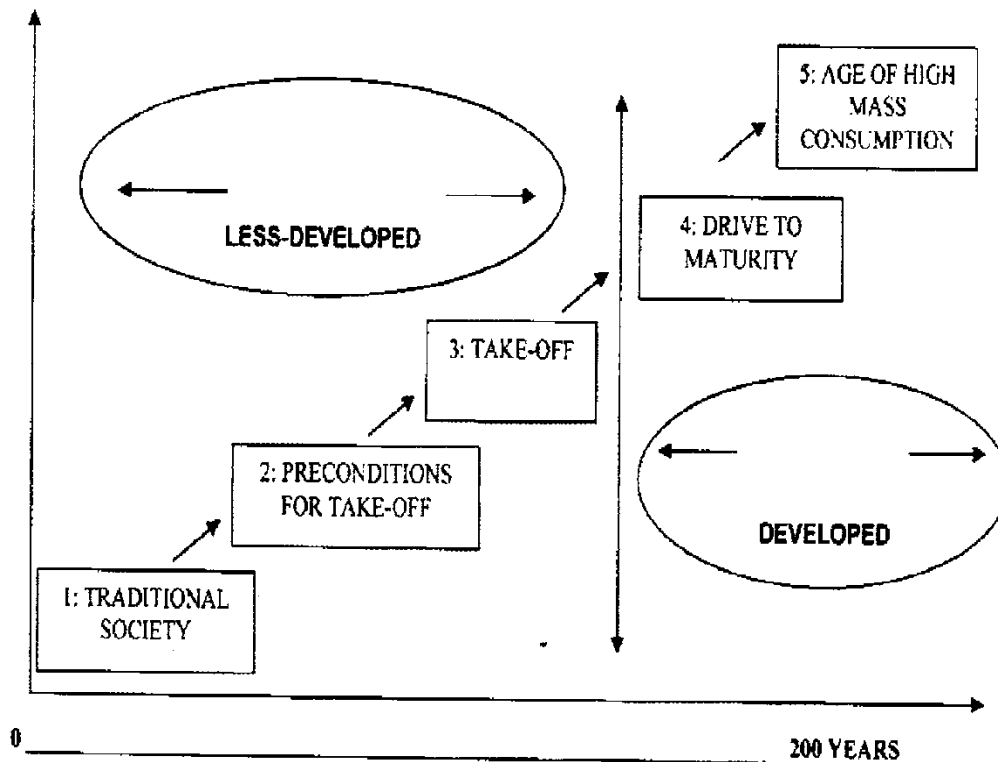 5: AGE OF HIGH
MASS
CONSUMPTION
4: DRIVE TO
MATURITY
LESS-DEVELOPED
3: TAKE-OFF
2: PRECONDITIONS
FOR TAKE-OFF
DEVELOPED
1: TRADITIONAL
SOCIETY
0
200 YEARS